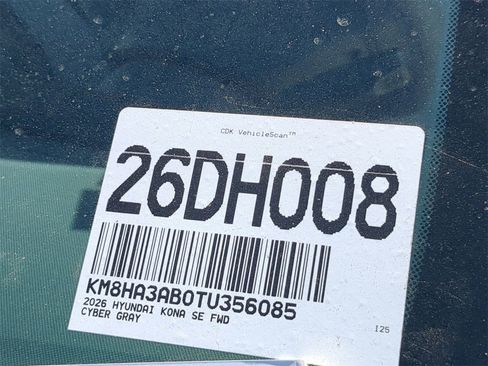 CDK VehicleScan™
26DH008
KM8HA3AB0TU356085
2026 HYUNDAI KONA SE FWD
CYBER GRAY
I25